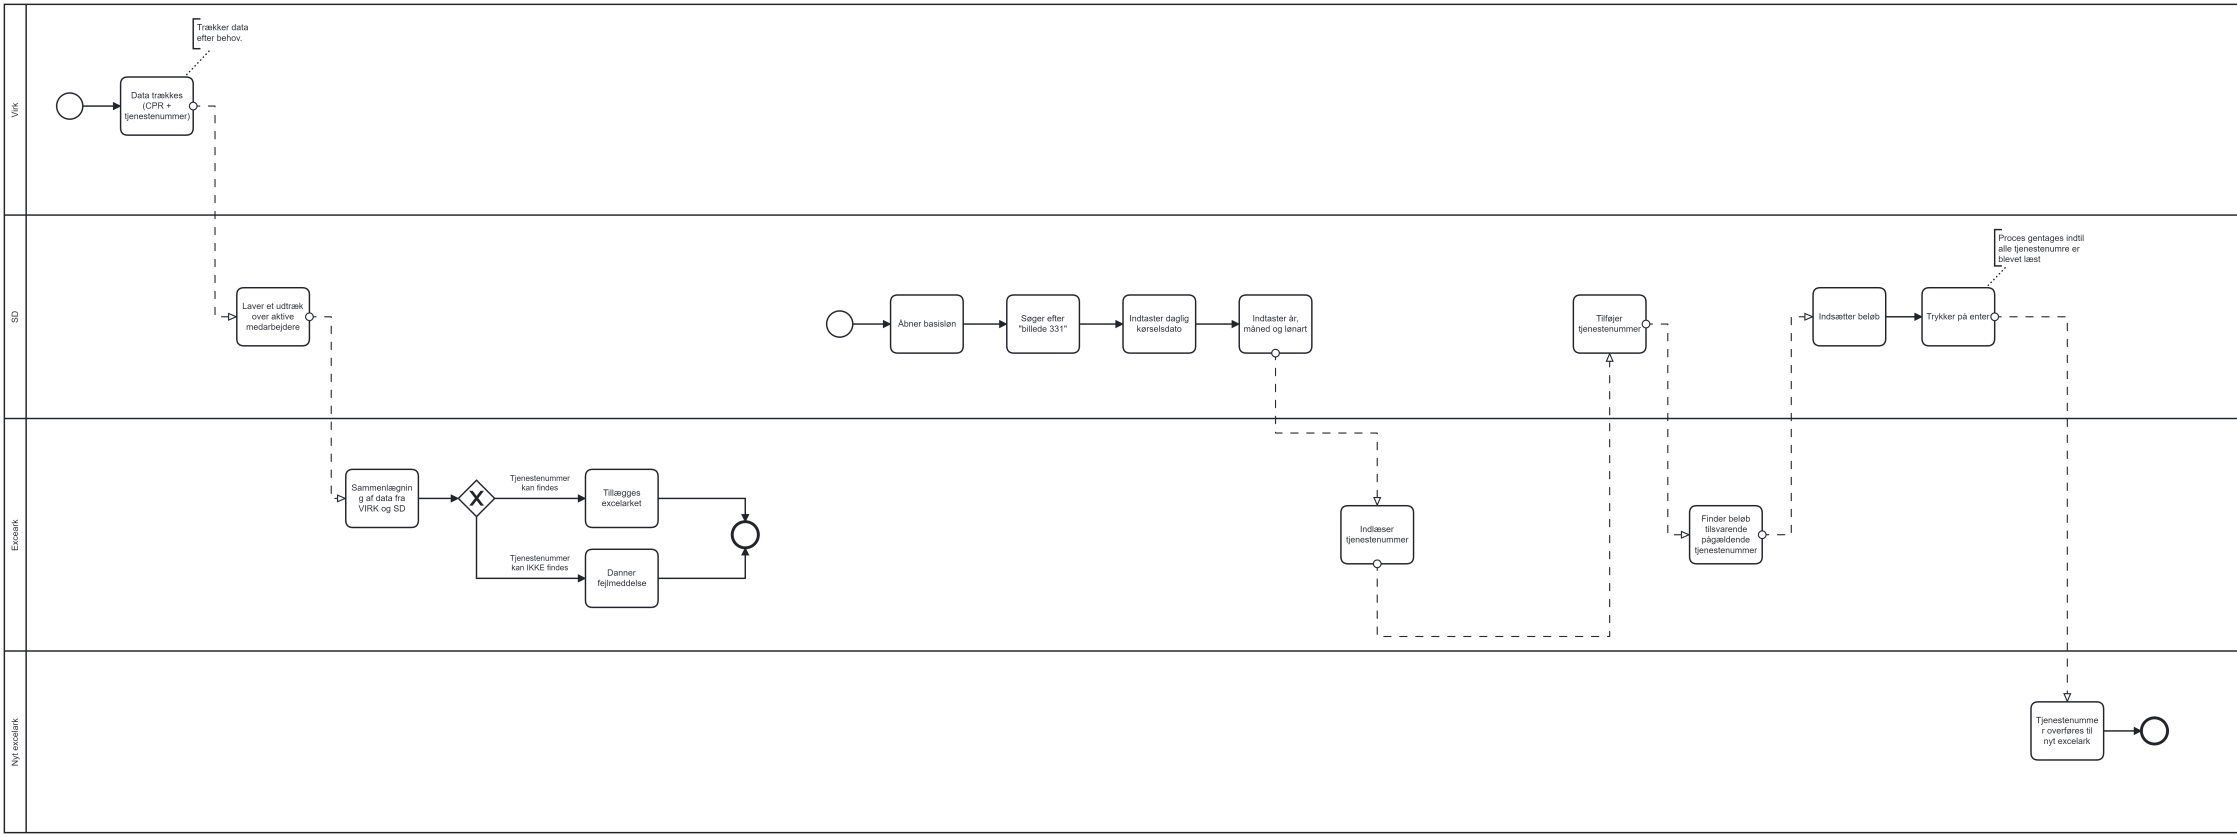 Virk
Trækker data
efter behov.
Data trækkes
(CPR +
tjenestenummer)
SD
Laver et udtræk
over aktive
medarbejdere
Åbner basisløn
Søger efter
"billede 331"
Indtaster daglig
kørselsdato
Indtaster år,
måned og lønart
Tilføjer
tjenestenummer
Indsætter beløb
Trykker på enter
Proces gentages indtil
alle tjenestenumre er
blevet læst
Exceark
Sammenlægnin
g af data fra
VIRK og SD
Tjenestenummer
kan findes
Tillægges
excelarket
Tjenestenummer
kan IKKE findes
Danner
fejlmeddelse
Indlæser
tjenestenummer
Finder beløb
tilsvarende
pågældende
tjenestenummer
Nyt excelark
Tjenestenumme
r overføres til
nyt excelark